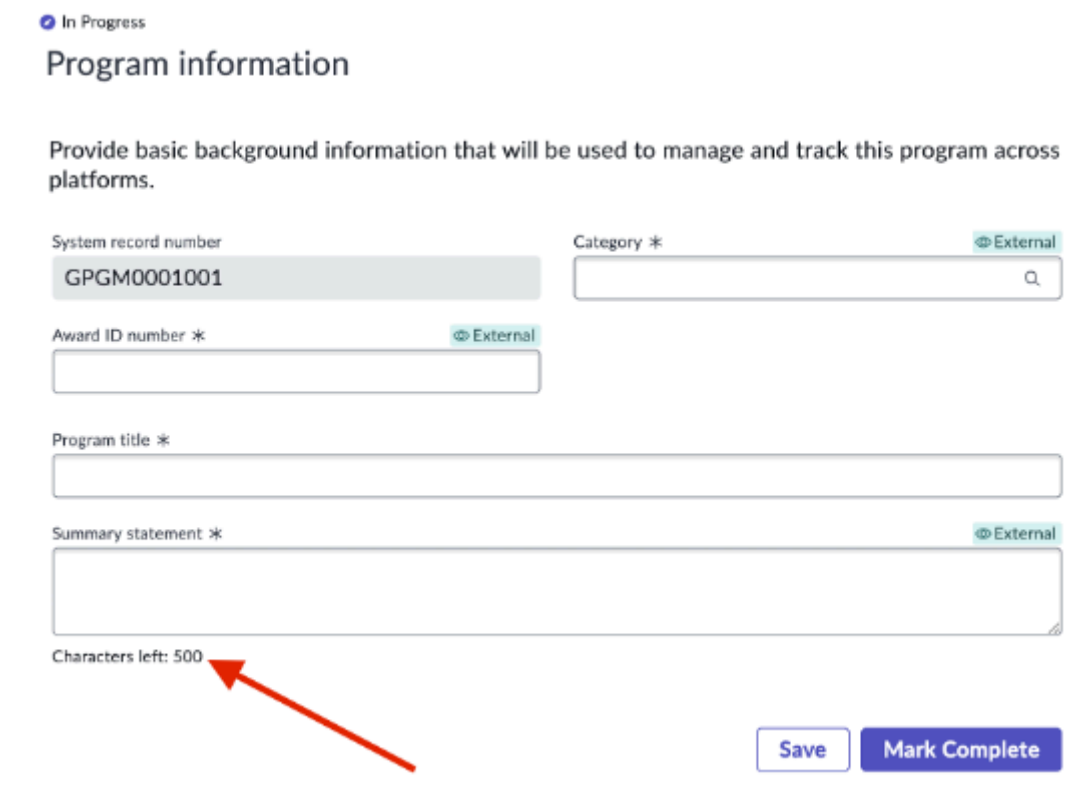 In Progress
Program information
Provide basic background information that will be used to manage and track this program across
platforms.
System record number
GPGM0001001
Category *
External
Award ID number *
External
Program title *
Summary statement *
External
Characters left: 500
Save
Mark Complete